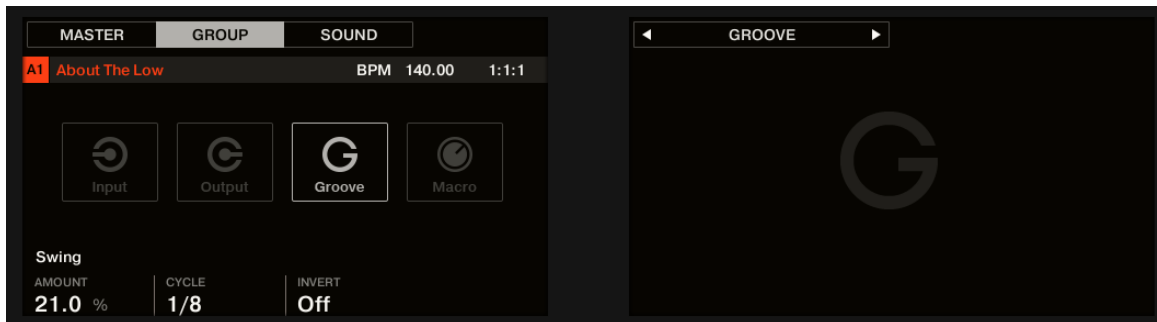 MASTER GROUP SOUND
A1 About The Low BPM 140.00 1:1:1
Input Output Groove Macro
Swing
AMOUNT CYCLE INVERT
21.0 % 1/8 Off
GROOVE